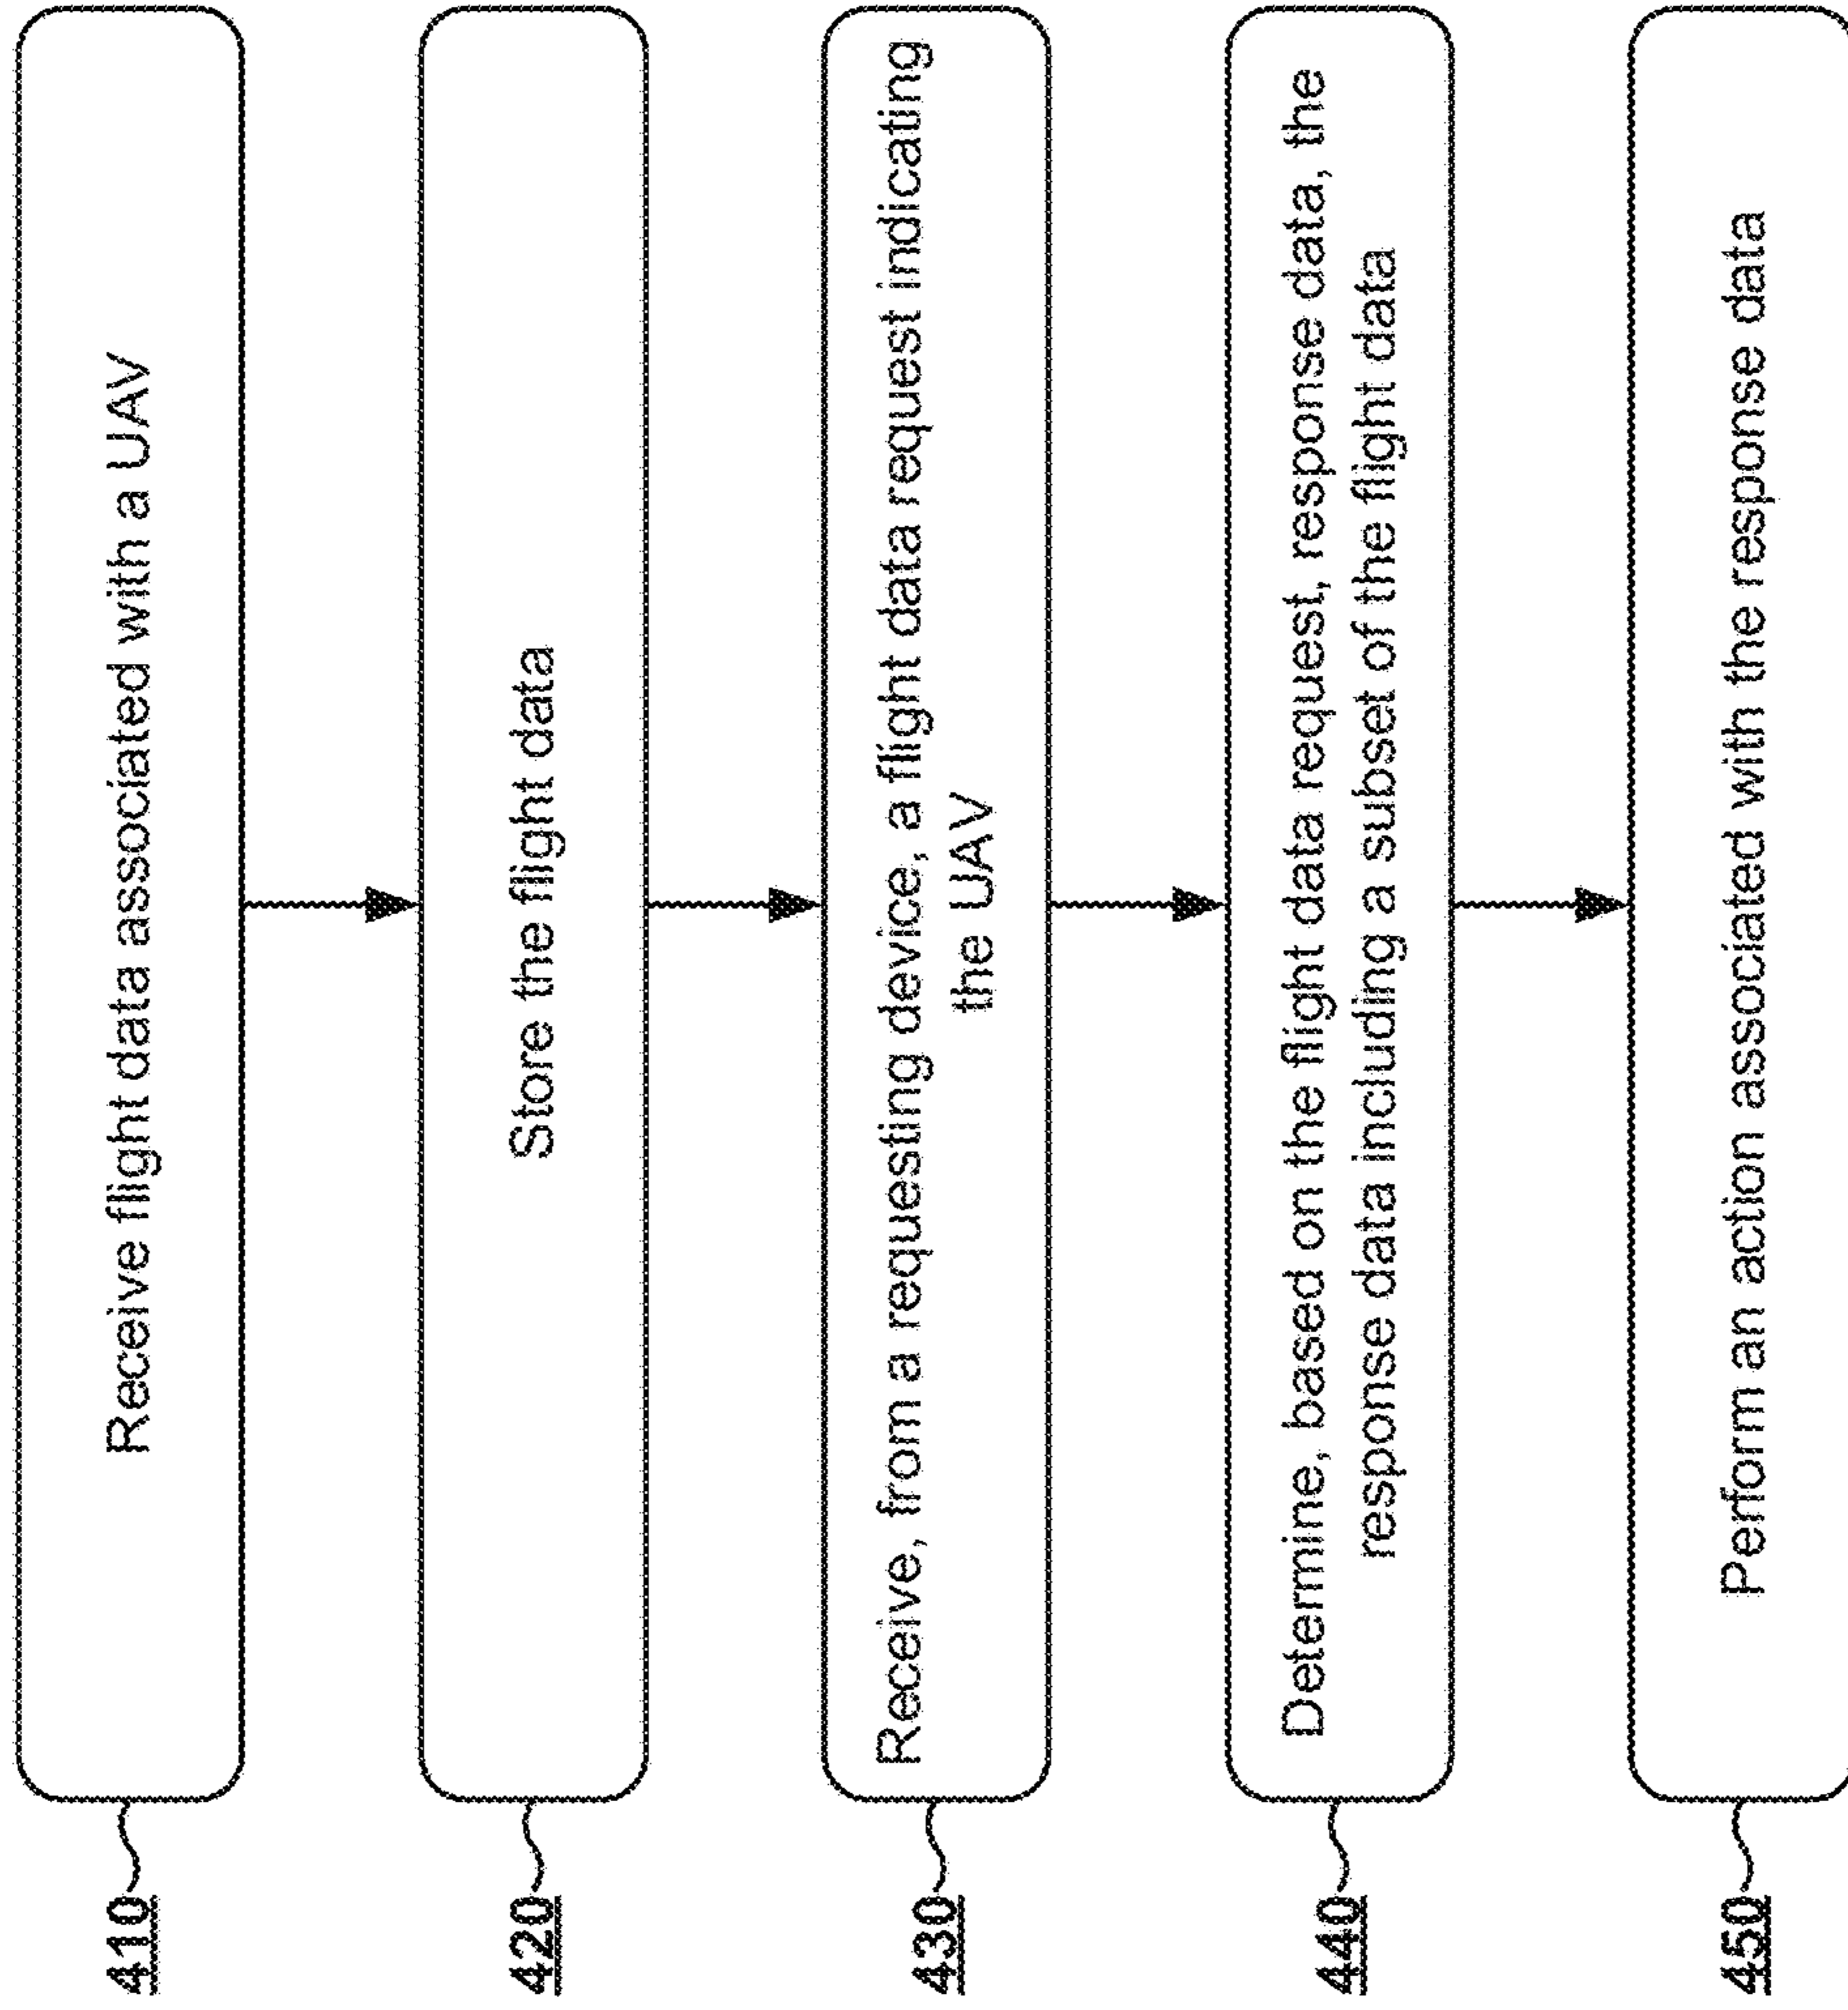 410
Receive flight data associated with a UAV
420
Store the flight data
430
Receive, from a requesting device, a flight data request indicating
the UAV
440
Determine, based on the flight data request, response data, the
response data including a subset of the flight data
450
Perform an action associated with the response data